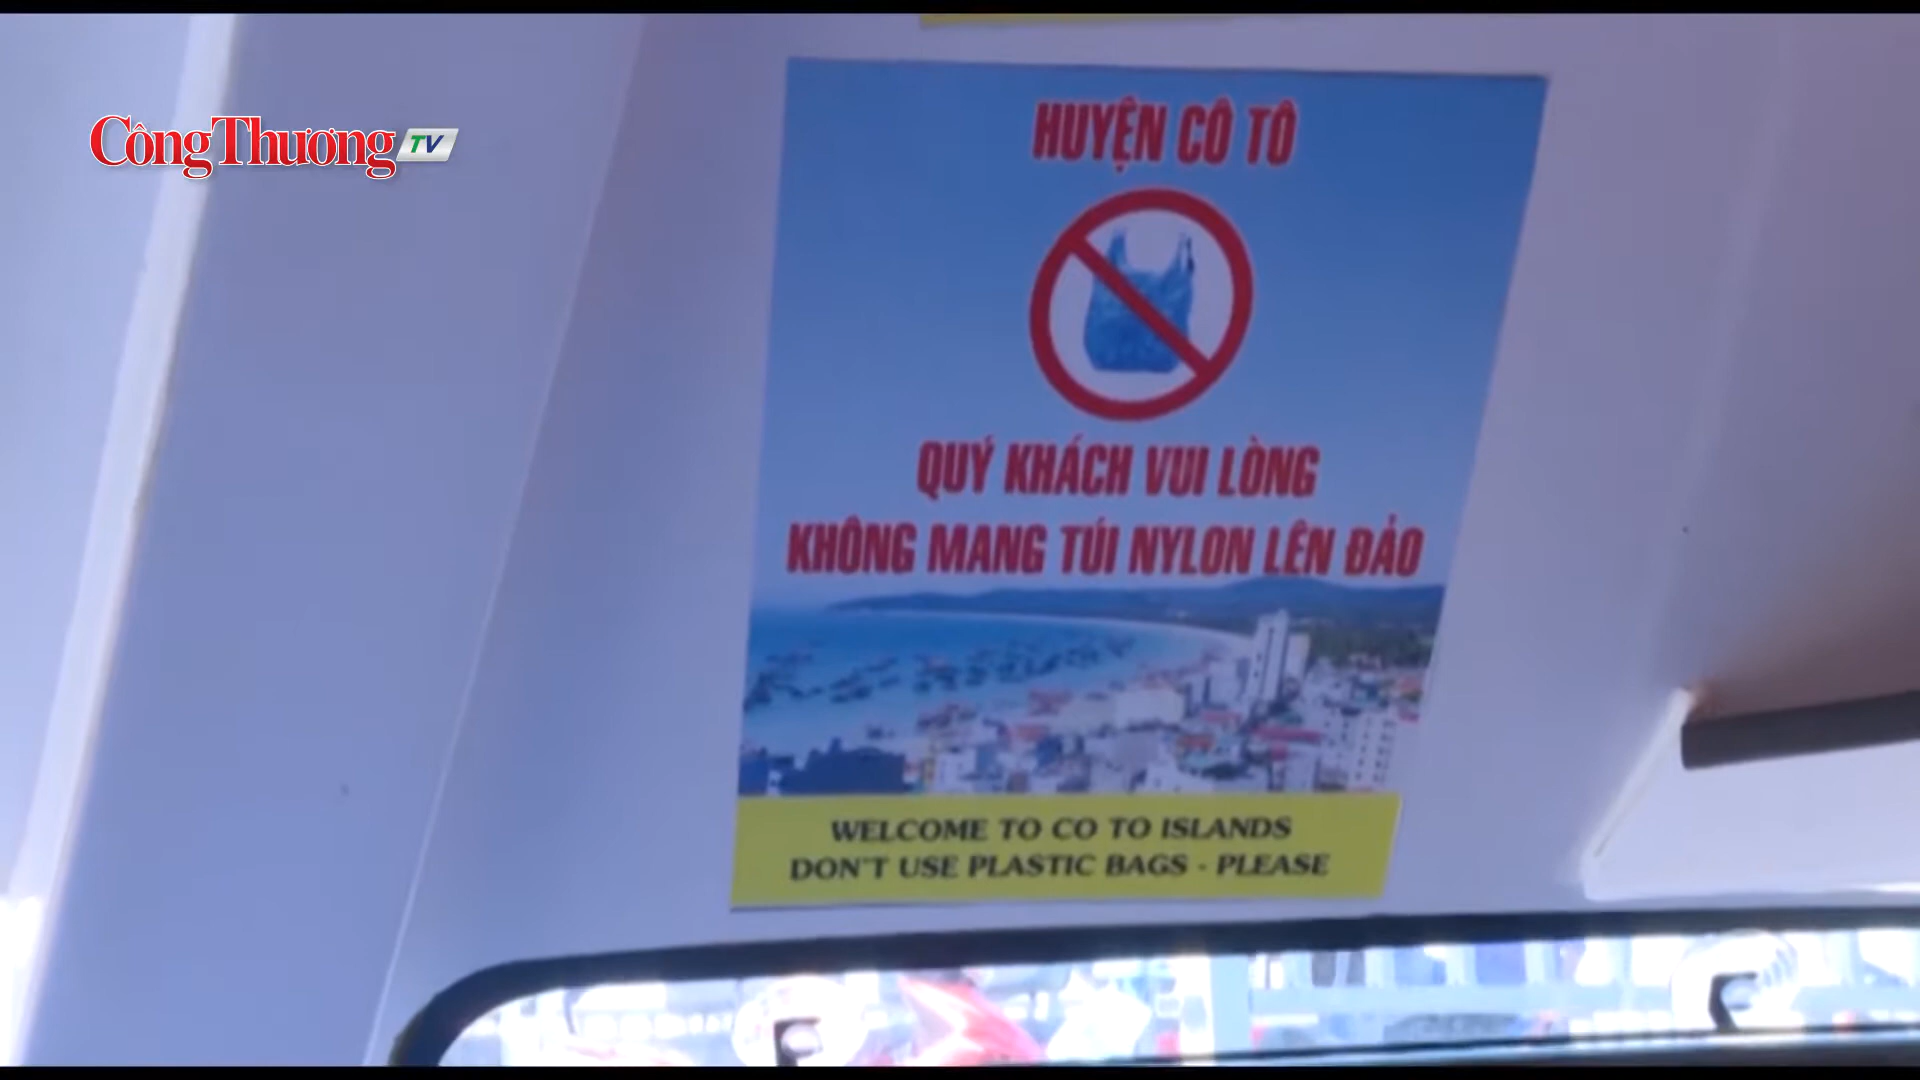 CôngThương TV
HUYỆN CÔ TÔ
QUÝ KHÁCH VUI LÒNG
KHÔNG MANG TÚI NYLON LÊN ĐẢO
WELCOME TO CO TO ISLANDS
DON'T USE PLASTIC BAGS - PLEASE